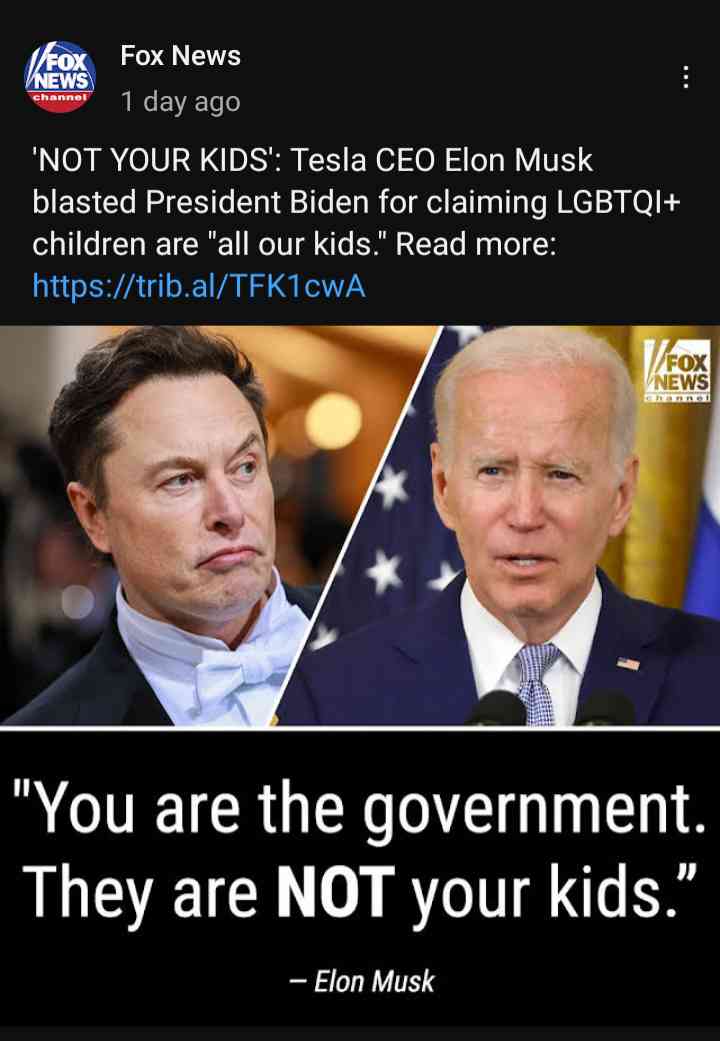 FOX
NEWS
channel
Fox News
1 day ago
'NOT YOUR KIDS': Tesla CEO Elon Musk
blasted President Biden for claiming LGBTQI+
children are "all our kids." Read more:
https://trib.al/TFK1cwA
FOX
NEWS
channel
"You are the government.
They are NOT your kids.”
– Elon Musk